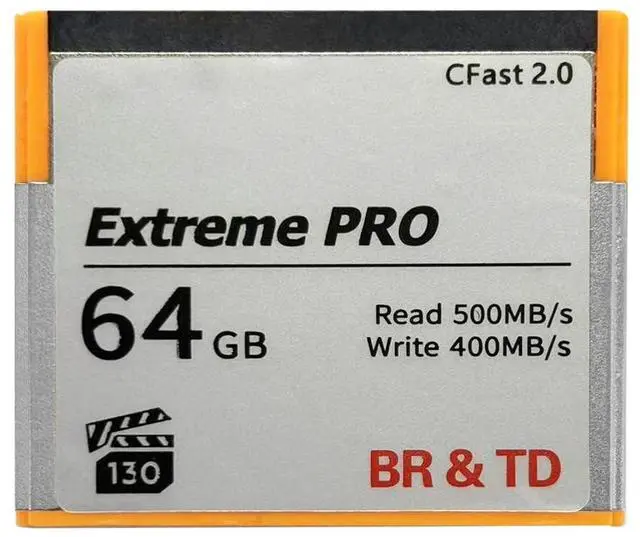 CFast 2.0
Extreme PRO
64 GB
Read 500MB/s
Write 400MB/s
130
BR & TD